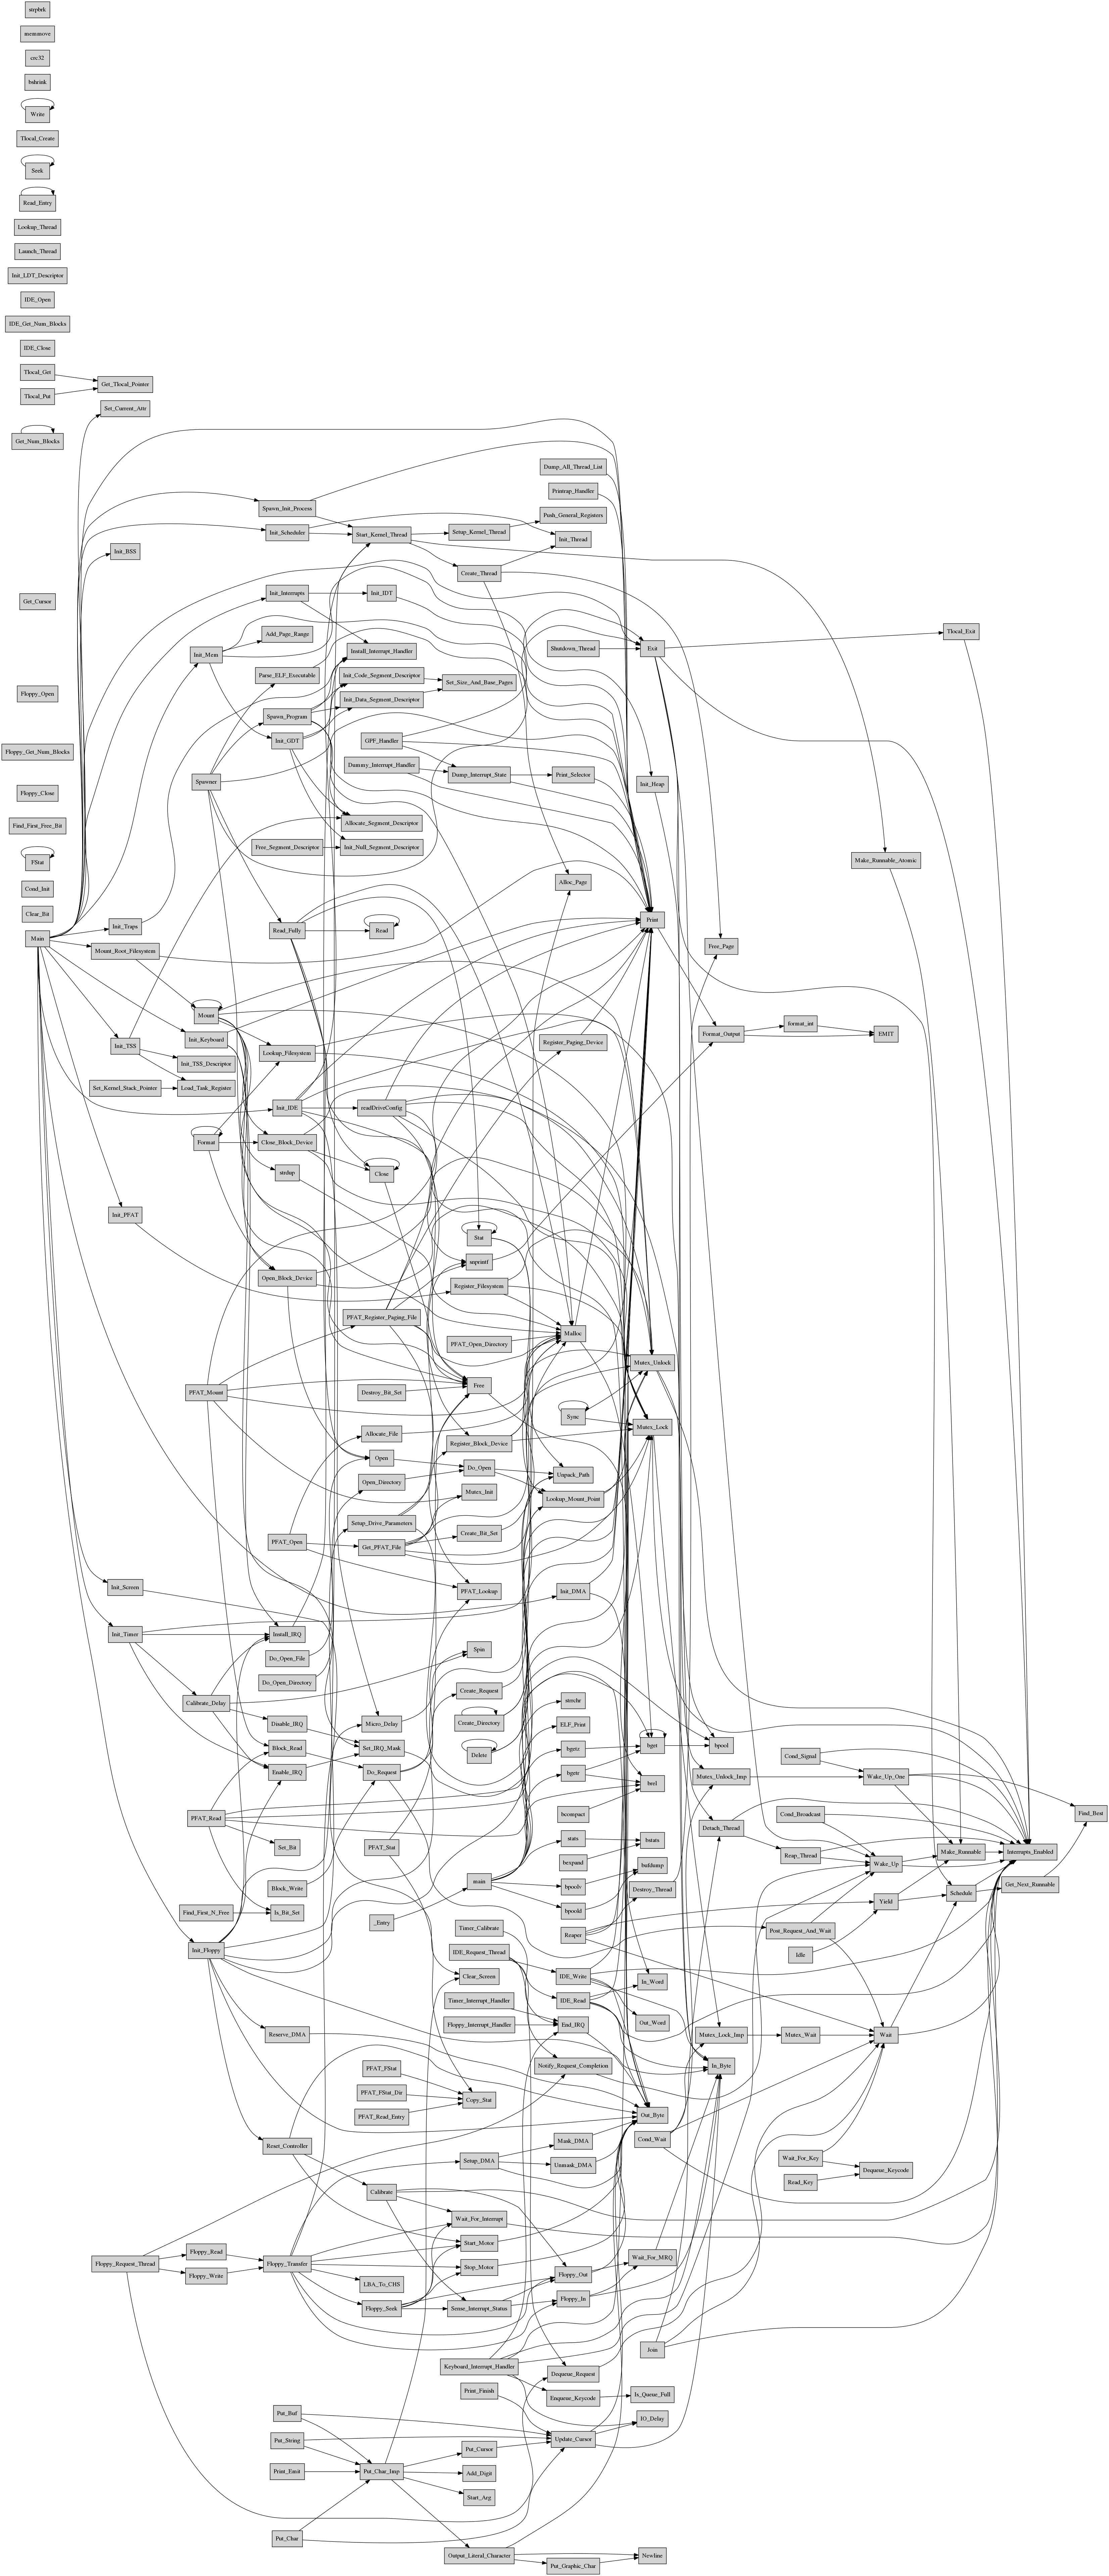 strpbrk
memmove
crc32
bshrink
Write
Tlocal_Create
Seek
Read_Entry
Lookup_Thread
Launch_Thread
Init_LDT_Descriptor
IDE_Open
IDE_Get_Num_Blocks
IDE_Close
Tlocal_Get
Get_Tlocal_Pointer
Tlocal_Put
Set_Current_Attr
Get_Num_Blocks
Dump_All_Thread_List
Printrap_Handler
Spawn_Init_Process
Push_General_Registers
Init_Scheduler
Start_Kernel_Thread
Setup_Kernel_Thread
Init_Thread
Init_BSS
Create_Thread
Get_Cursor
Init_Interrupts
Init_IDT
Tlocal_Exit
Add_Page_Range
Init_Mem
Install_Interrupt_Handler
Shutdown_Thread
Exit
Parse_ELF_Executable
Init_Code_Segment_Descriptor
Set_Size_And_Base_Pages
Floppy_Open
Init_Data_Segment_Descriptor
Spawn_Program
Init_GDT
GPF_Handler
Floppy_Get_Num_Blocks
Dummy_Interrupt_Handler
Dump_Interrupt_State
Print_Selector
Spawner
Init_Heap
Floppy_Close
Find_First_Free_Bit
Allocate_Segment_Descriptor
Free_Segment_Descriptor
Init_Null_Segment_Descriptor
FStat
Make_Runnable_Atomic
Cond_Init
Alloc_Page
Clear_Bit
Main
Init_Traps
Read_Fully
Read
Print
Mount_Root_Filesystem
Free_Page
Mount
Init_Keyboard
Format_Output
format_int
EMIT
Init_TSS
Lookup_Filesystem
Register_Paging_Device
Init_TSS_Descriptor
Set_Kernel_Stack_Pointer
Load_Task_Register
Init_IDE
readDriveConfig
Format
Close_Block_Device
strdup
Close
Init_PFAT
Stat
snprintf
Open_Block_Device
Register_Filesystem
PFAT_Register_Paging_File
Malloc
PFAT_Open_Directory
Mutex_Unlock
PFAT_Mount
Destroy_Bit_Set
Free
Sync
Mutex_Lock
Allocate_File
Register_Block_Device
Open
Do_Open
Unpack_Path
Open_Directory
Mutex_Init
Lookup_Mount_Point
Setup_Drive_Parameters
Create_Bit_Set
PFAT_Open
Get_PFAT_File
Init_Screen
PFAT_Lookup
Init_DMA
Init_Timer
Install_IRQ
Do_Open_File
Spin
Do_Open_Directory
Create_Request
Calibrate_Delay
Disable_IRQ
Micro_Delay
Create_Directory
strechr
ELF_Print
Block_Read
Set_IRQ_Mask
Delete
bgetz
bget
bpool
Enable_IRQ
Do_Request
bgetr
brel
Mutex_Unlock_Imp
Cond_Signal
Wake_Up_One
Find_Best
PFAT_Read
bcompact
Cond_Broadcast
Set_Bit
PFAT_Stat
stats
bstats
Detach_Thread
Reap_Thread
Make_Runnable
Interrupts_Enabled
bexpand
bufdump
Wake_Up
Block_Write
main
bpoolv
Destroy_Thread
Schedule
Get_Next_Runnable
Find_First_N_Free
Is_Bit_Set
bpoold
Yield
_Entry
Timer_Calibrate
Reaper
Post_Request_And_Wait
Init_Floppy
IDE_Request_Thread
Idle
Clear_Screen
IDE_Write
In_Word
Timer_Interrupt_Handler
IDE_Read
Out_Word
Reserve_DMA
Floppy_Interrupt_Handler
End_IRQ
Mutex_Lock_Imp
Mutex_Wait
Wait
PFAT_FStat
Notify_Request_Completion
In_Byte
PFAT_FStat_Dir
Copy_Stat
PFAT_Read_Entry
Out_Byte
Reset_Controller
Mask_DMA
Cond_Wait
Setup_DMA
Unmask_DMA
Wait_For_Key
Dequeue_Keycode
Read_Key
Calibrate
Wait_For_Interrupt
Start_Motor
Floppy_Read
Wait_For_MRQ
Floppy_Request_Thread
Floppy_Transfer
Stop_Motor
Floppy_Write
LBA_To_CHS
Floppy_Out
Floppy_In
Floppy_Seek
Sense_Interrupt_Status
Join
Keyboard_Interrupt_Handler
Dequeue_Request
Print_Finish
Enqueue_Keycode
Is_Queue_Full
Put_Buf
IO_Delay
Put_String
Put_Cursor
Update_Cursor
Print_Emit
Put_Char_Imp
Add_Digit
Start_Arg
Put_Char
Output_Literal_Character
Newline
Put_Graphic_Char